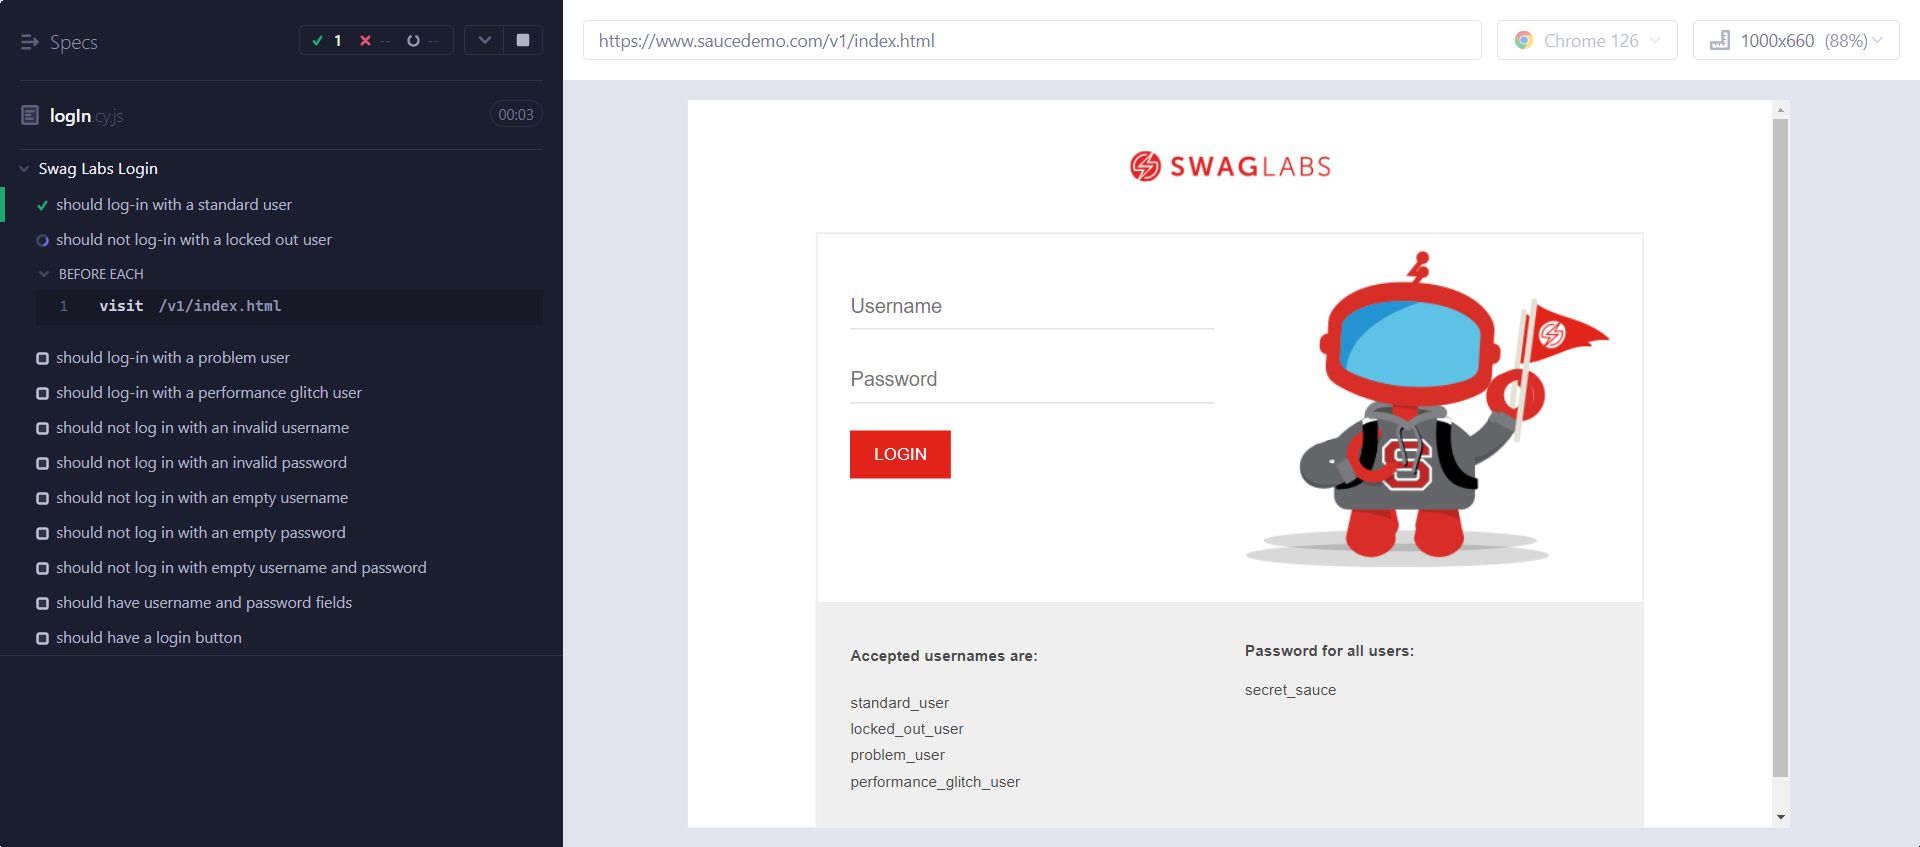 Specs
1 -- --
logIn.cy.js
00:03
Swag Labs Login
should log-in with a standard user
should not log-in with a locked out user
BEFORE EACH
1 visit /v1/index.html
should log-in with a problem user
should log-in with a performance glitch user
should not log in with an invalid username
should not log in with an invalid password
should not log in with an empty username
should not log in with an empty password
should not log in with empty username and password
should have username and password fields
should have a login button
https://www.saucedemo.com/v1/index.html
Chrome 126
1000x660 (88%)
SWAGLABS
Username
Password
LOGIN
S
Accepted usernames are:
standard_user
locked_out_user
problem_user
performance_glitch_user
Password for all users:
secret_sauce